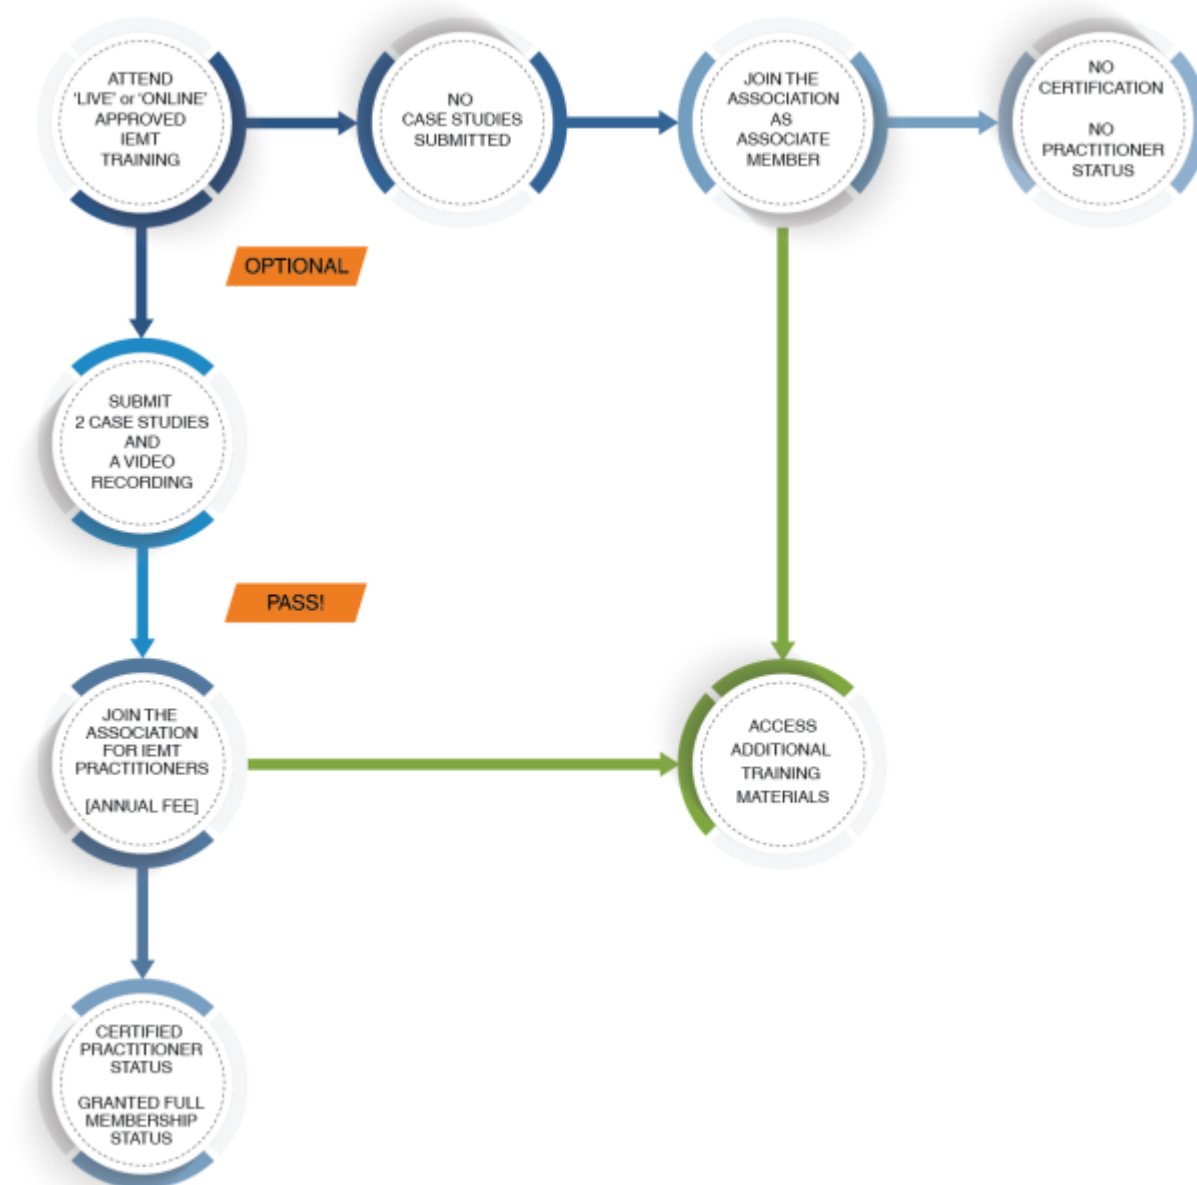 ATTEND
'LIVE' or 'ONLINE'
APPROVED
IEMT
TRAINING
NO
CASE STUDIES
SUBMITTED
JOIN THE
ASSOCIATION
AS
ASSOCIATE
MEMBER
NO
CERTIFICATION
NO
PRACTITIONER
STATUS
OPTIONAL
SUBMIT
2 CASE STUDIES
AND
A VIDEO
RECORDING
PASS!
JOIN THE
ASSOCIATION
FOR IEMT
PRACTITIONERS
[ANNUAL FEE]
ACCESS
ADDITIONAL
TRAINING
MATERIALS
CERTIFIED
PRACTITIONER
STATUS
GRANTED FULL
MEMBERSHIP
STATUS